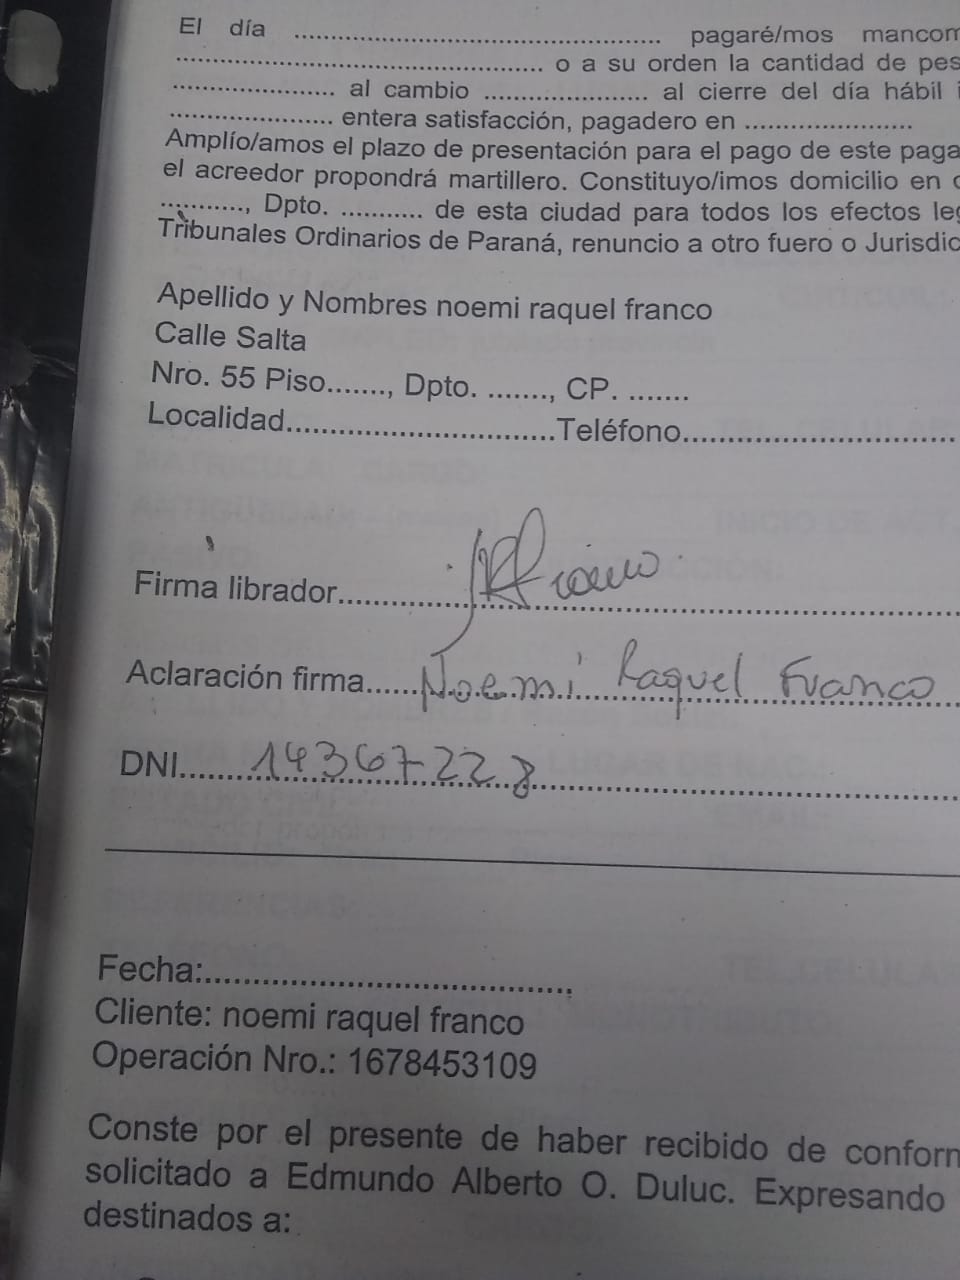 El día ............................................ pagaré/mos mancom
............................................ o a su orden la cantidad de pes
.................... al cambio .................... al cierre del día hábil i
.................... entera satisfacción, pagadero en ....................
Amplío/amos el plazo de presentación para el pago de este paga
el acreedor propondrá martillero. Constituyo/imos domicilio en
.........., Dpto. .......... de esta ciudad para todos los efectos leg
Tribunales Ordinarios de Paraná, renuncio a otro fuero o Jurisdic
Apellido y Nombres noemi raquel franco
Calle Salta
Nro. 55 Piso......., Dpto. ......., CP. .......
Localidad..............................Teléfono..............................
Firma librador..............................
Aclaración firma...... Noemi Raquel Franco
DNI......... 14367228
Fecha:........................................
Cliente: noemi raquel franco
Operación Nro.: 1678453109
Conste por el presente de haber recibido de conform
solicitado a Edmundo Alberto O. Duluc. Expresando
destinados a: